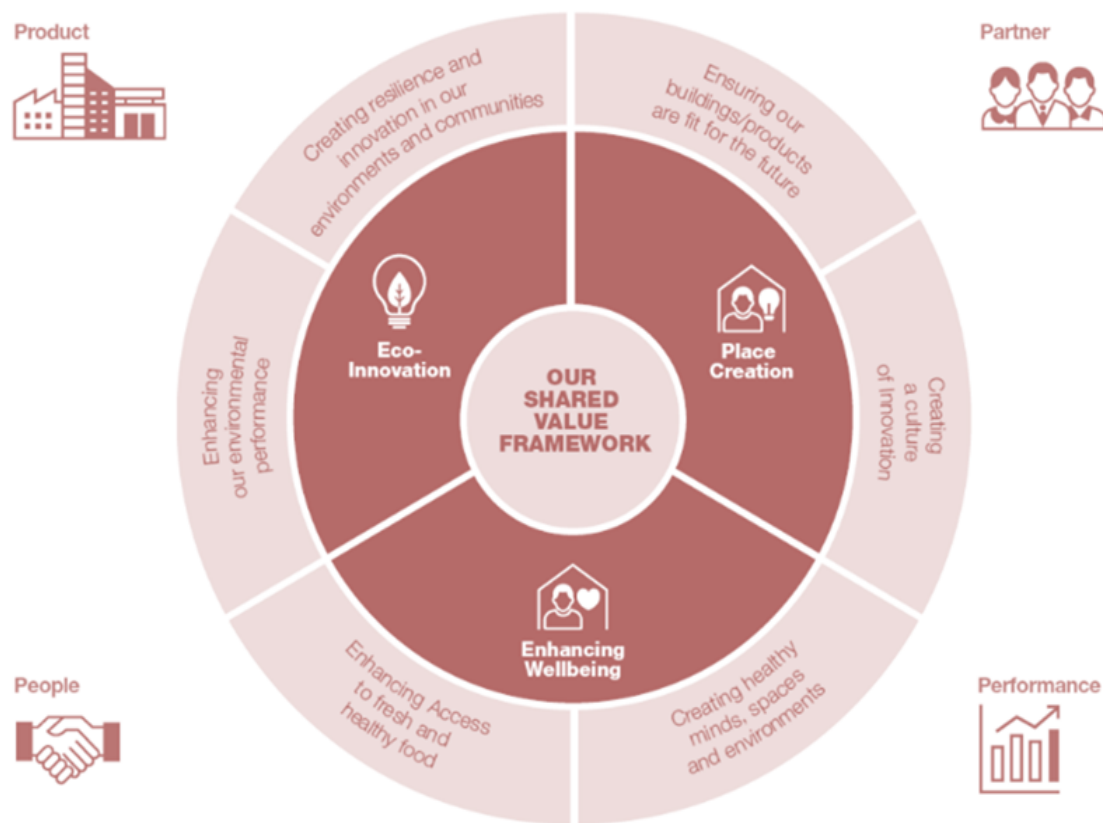 Product
Partner
Creating resilience and
innovation in our
environments and communities
Ensuring our
buildings/products
are fit for the future
Eco-
Innovation
Place
Creation
OUR
SHARED
VALUE
FRAMEWORK
Enhancing
our environmental
performance
Creating
a culture
of Innovation
Enhancing
Wellbeing
Enhancing Access
to fresh and
healthy food
Creating healthy
minds, spaces
and environments
People
Performance